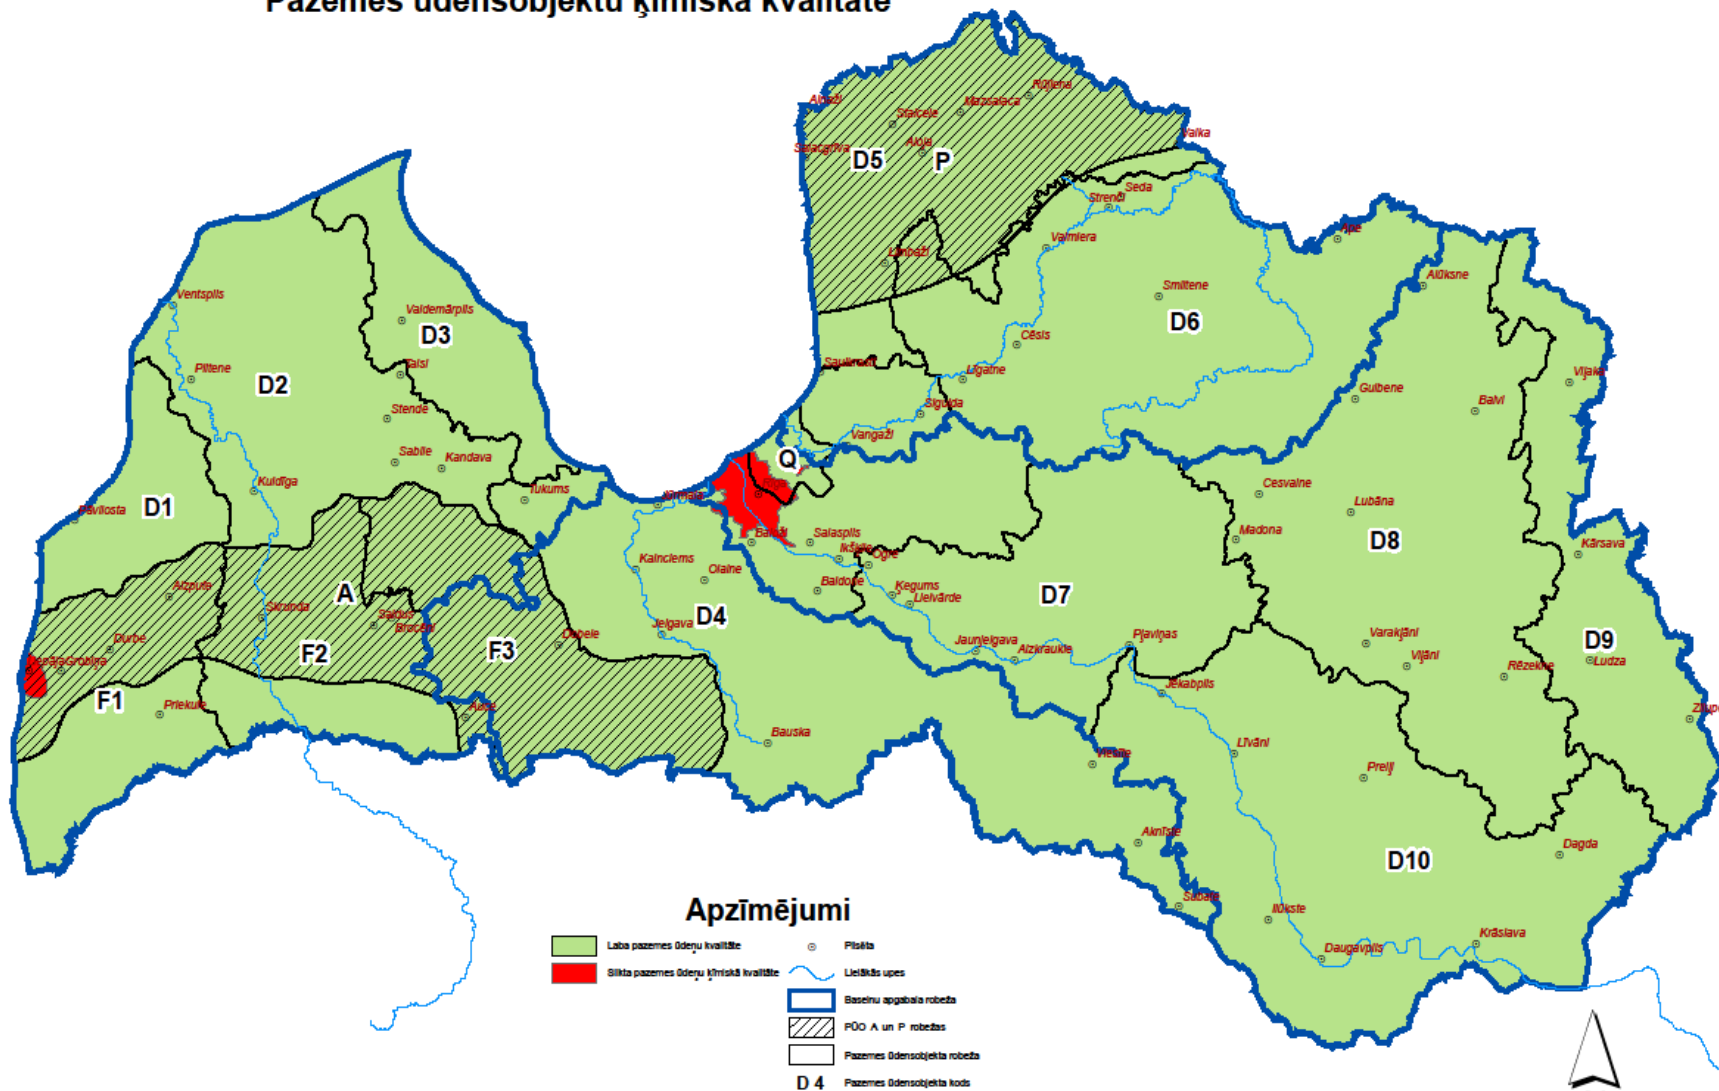 Pazemes ūdensobjektu ķīmiskā kvalitāte
Rūjiena
Ainaži
Mazsalaca
Staicele
Valka
Aloja
Salacgrīva
D5
P
Seda
Strenči
Valmiera
Ape
Limbaži
Alūksne
Ventspils
Smiltene
Valdemārpils
D6
D3
Cēsis
Saulkrasti
Talsi
Piltene
Līgatne
Viļaka
D2
Gulbene
Stende
Sigulda
Balvi
Vangaži
Sabile
Kandava
Q
Kuldīga
Rīga
Cesvaine
Tukums
Jūrmala
Lubāna
Pāvilosta
D1
Madona
Baloži
Salaspils
D8
Kārsava
Ikšķile
Ogre
Kalnciems
Olaine
Aizpute
Baldone
Ķegums
Lielvārde
A
D7
Skrunda
Saldus
Brocēni
D4
Jelgava
Durbe
Dobele
Jaunjelgava
Pļaviņas
Varakļāni
D9
F2
F3
Aizkraukle
Viļāni
Ludza
Liepāja
Grobiņa
Rēzekne
Jēkabpils
F1
Priekule
Auce
Zilupe
Bauska
Līvāni
Viesīte
Preiļi
Aknīste
Dagda
D10
Subate
Ilūkste
Krāslava
Daugavpils
Apzīmējumi
Laba pazemes ūdeņu kvalitāte
Pilsēta
Slikta pazemes ūdeņu ķīmiskā kvalitāte
Lielākās upes
Baseinu apgabala robeža
PŪO A un P robežas
Pazemes ūdensobjekta robeža
D 4
Pazemes ūdensobjekta kods